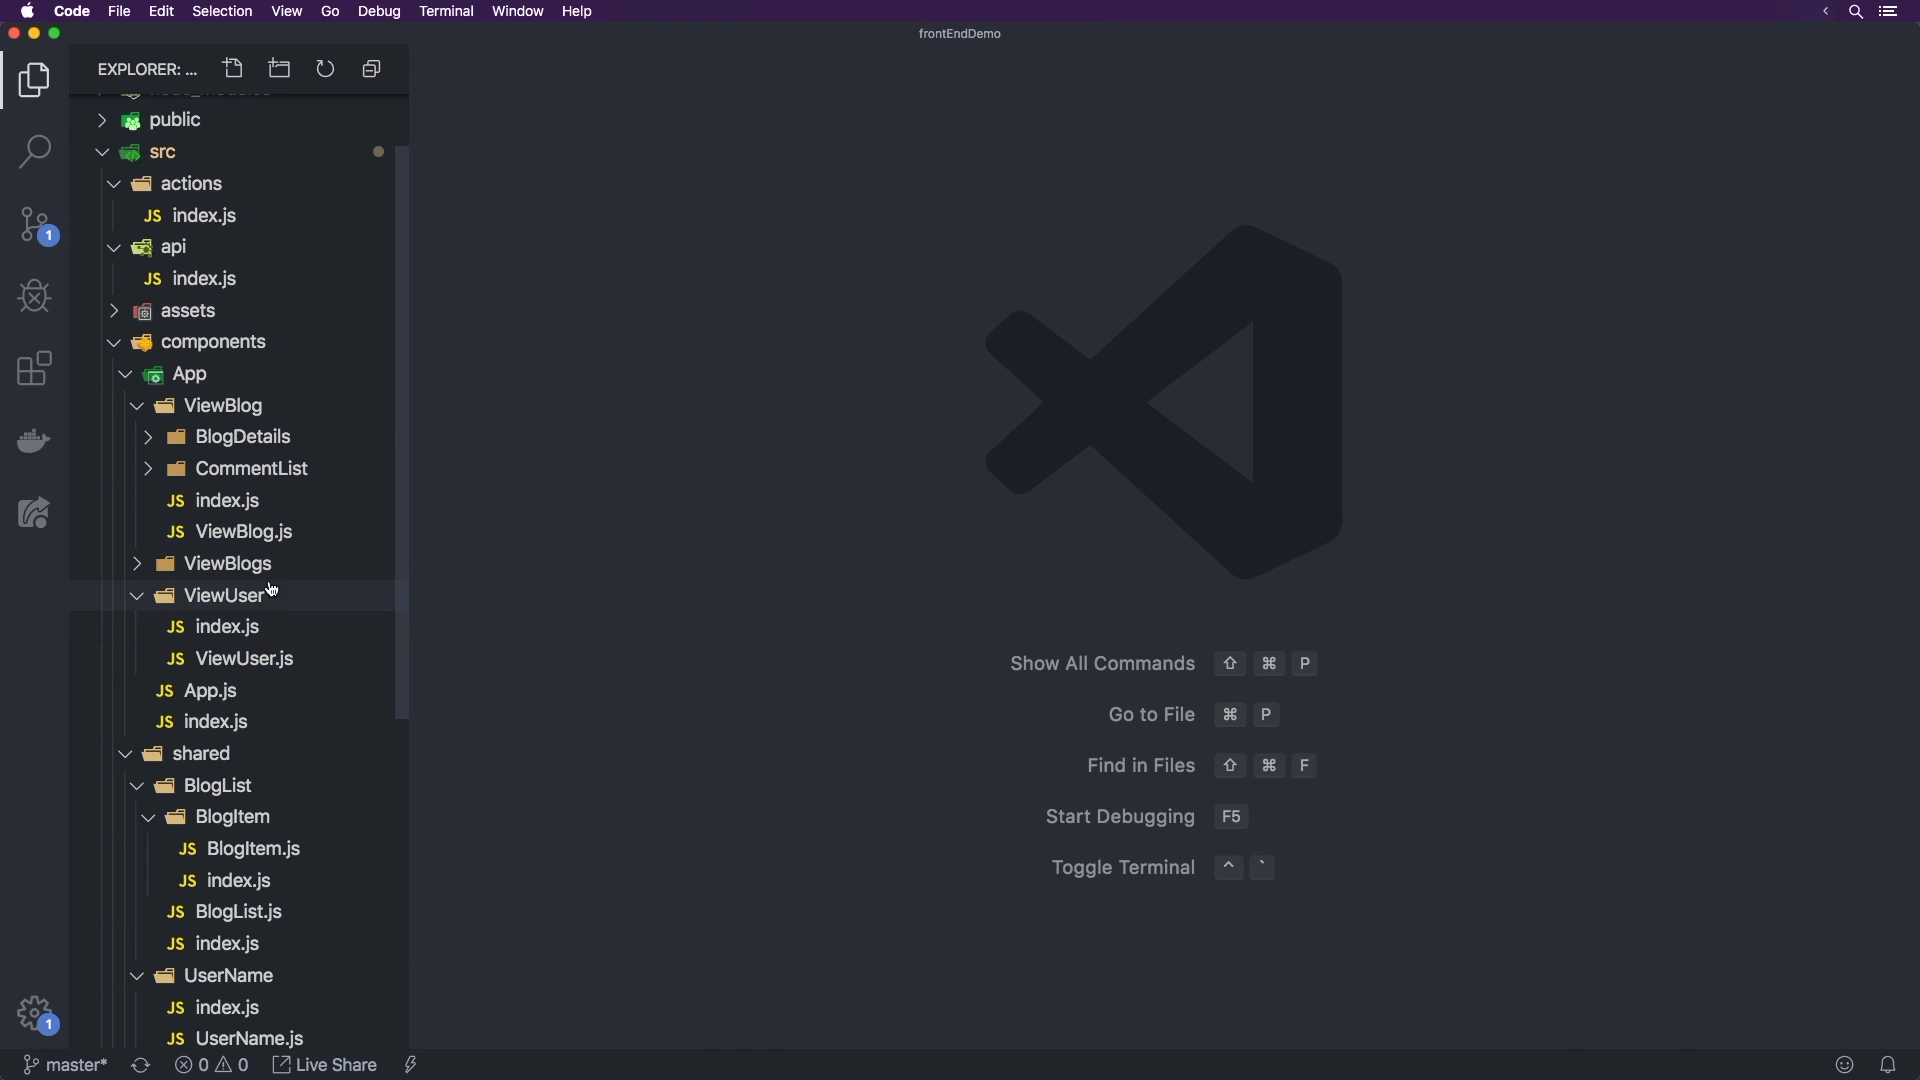 Code File Edit Selection View Go Debug Terminal Window Help
frontEndDemo
EXPLORER: ...
public
src
actions
JS index.js
api
JS index.js
assets
components
App
ViewBlog
BlogDetails
CommentList
JS index.js
JS ViewBlog.js
ViewBlogs
ViewUser
JS index.js
JS ViewUser.js
JS App.js
JS index.js
shared
BlogList
BlogItem
JS BlogItem.js
JS index.js
JS BlogList.js
JS index.js
UserName
JS index.js
JS UserName.js
1
1
Show All Commands ⇧ ⌘ P
Go to File ⌘ P
Find in Files ⇧ ⌘ F
Start Debugging F5
Toggle Terminal ^ `
master* 0 0 Live Share